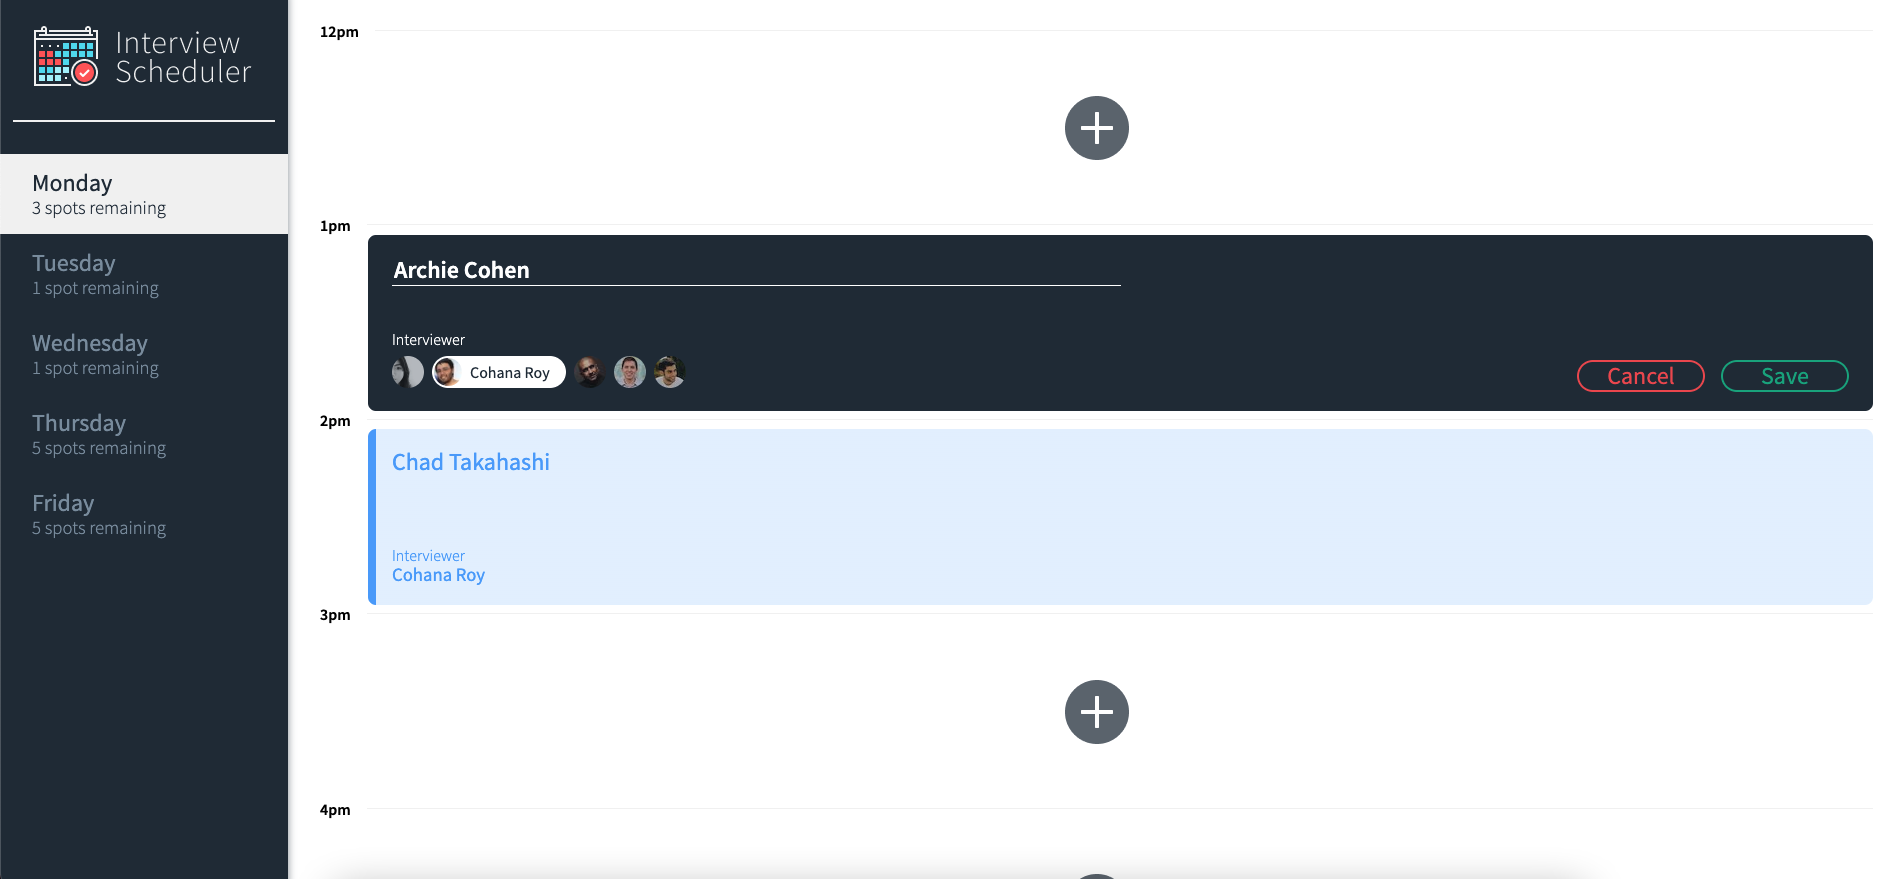 Interview
Scheduler
Monday
3 spots remaining
Tuesday
1 spot remaining
Wednesday
1 spot remaining
Thursday
5 spots remaining
Friday
5 spots remaining
12pm
1pm
Archie Cohen
Interviewer
Cohana Roy
Cancel
Save
2pm
Chad Takahashi
Interviewer
Cohana Roy
3pm
4pm